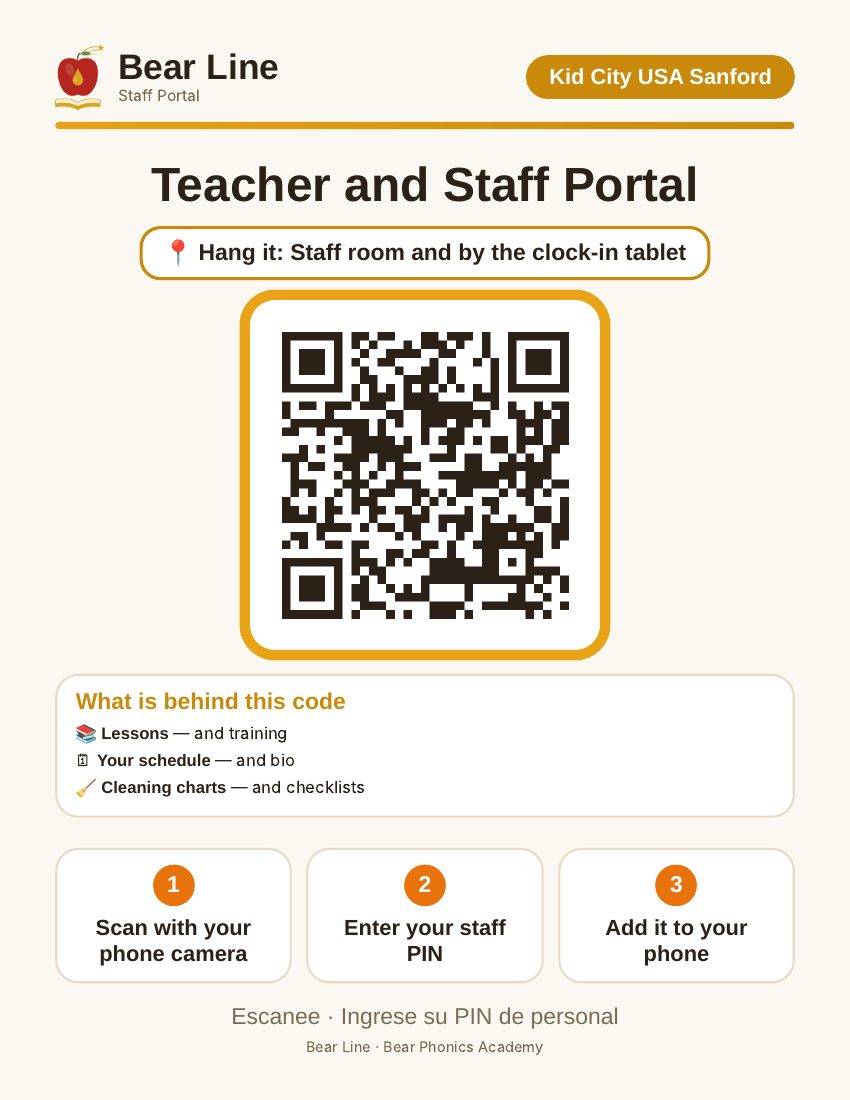 Bear Line
Staff Portal
Kid City USA Sanford
Teacher and Staff Portal
📍 Hang it: Staff room and by the clock-in tablet
What is behind this code
📚 Lessons — and training
🗓 Your schedule — and bio
🧹 Cleaning charts — and checklists
1
Scan with your
phone camera
2
Enter your staff
PIN
3
Add it to your
phone
Escanee · Ingrese su PIN de personal
Bear Line · Bear Phonics Academy